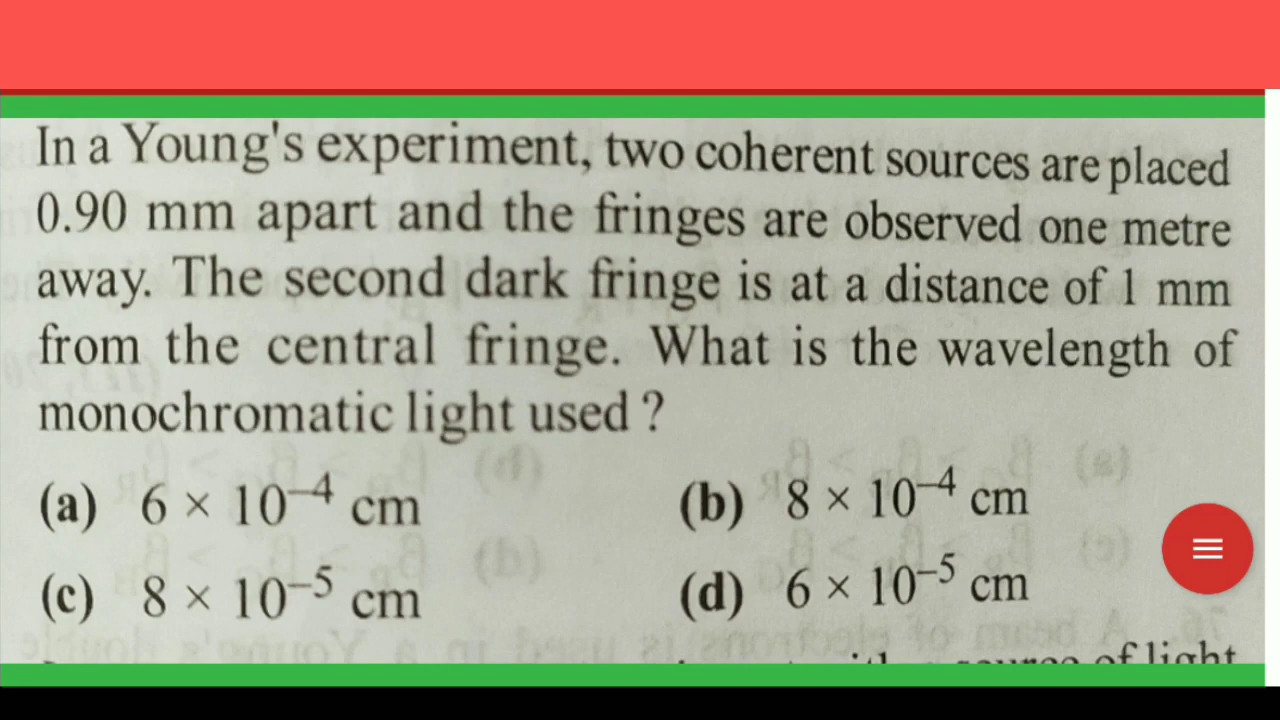 In a Young's experiment, two coherent sources are placed
0.90 mm apart and the fringes are observed one metre
away. The second dark fringe is at a distance of 1 mm
from the central fringe. What is the wavelength of
monochromatic light used ?
(a) 6 × 10⁻⁴ cm (b) 8 × 10⁻⁴ cm
(c) 8 × 10⁻⁵ cm (d) 6 × 10⁻⁵ cm
of light